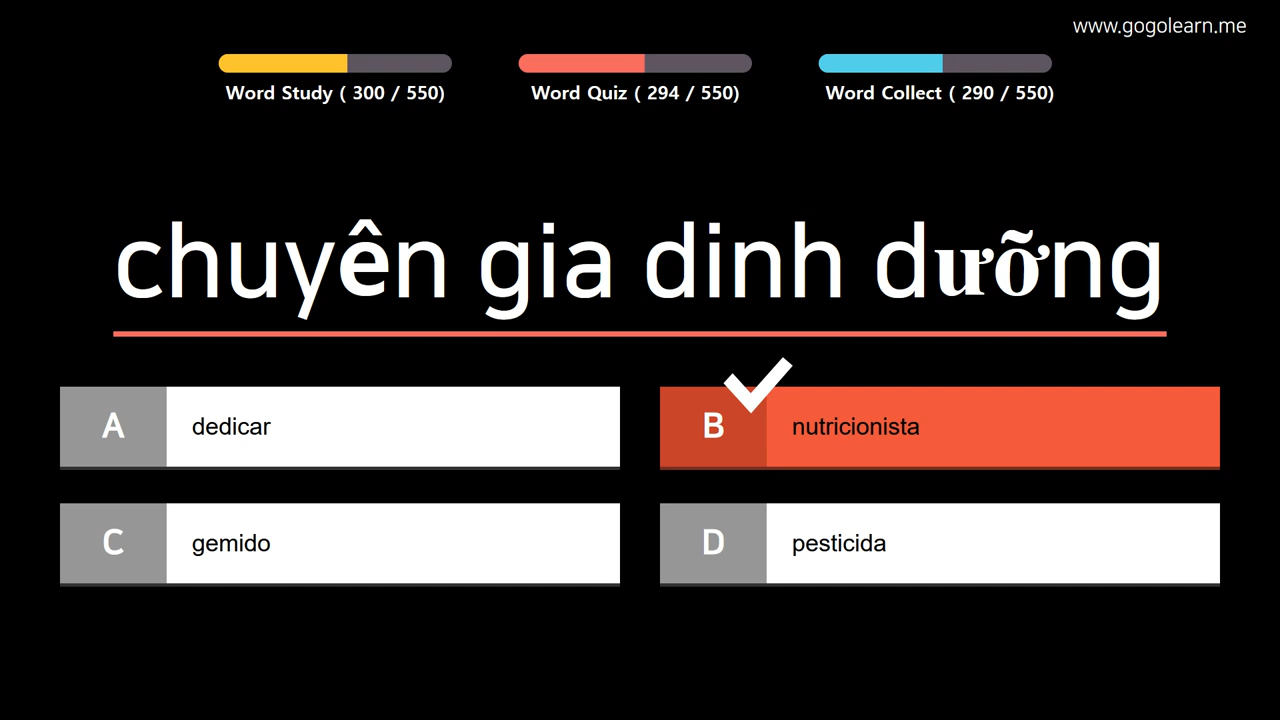 www.gogolearn.me
Word Study ( 300 / 550)
Word Quiz ( 294 / 550)
Word Collect ( 290 / 550)
chuyên gia dinh dưỡng
A dedicar
B nutricionista
C gemido
D pesticida